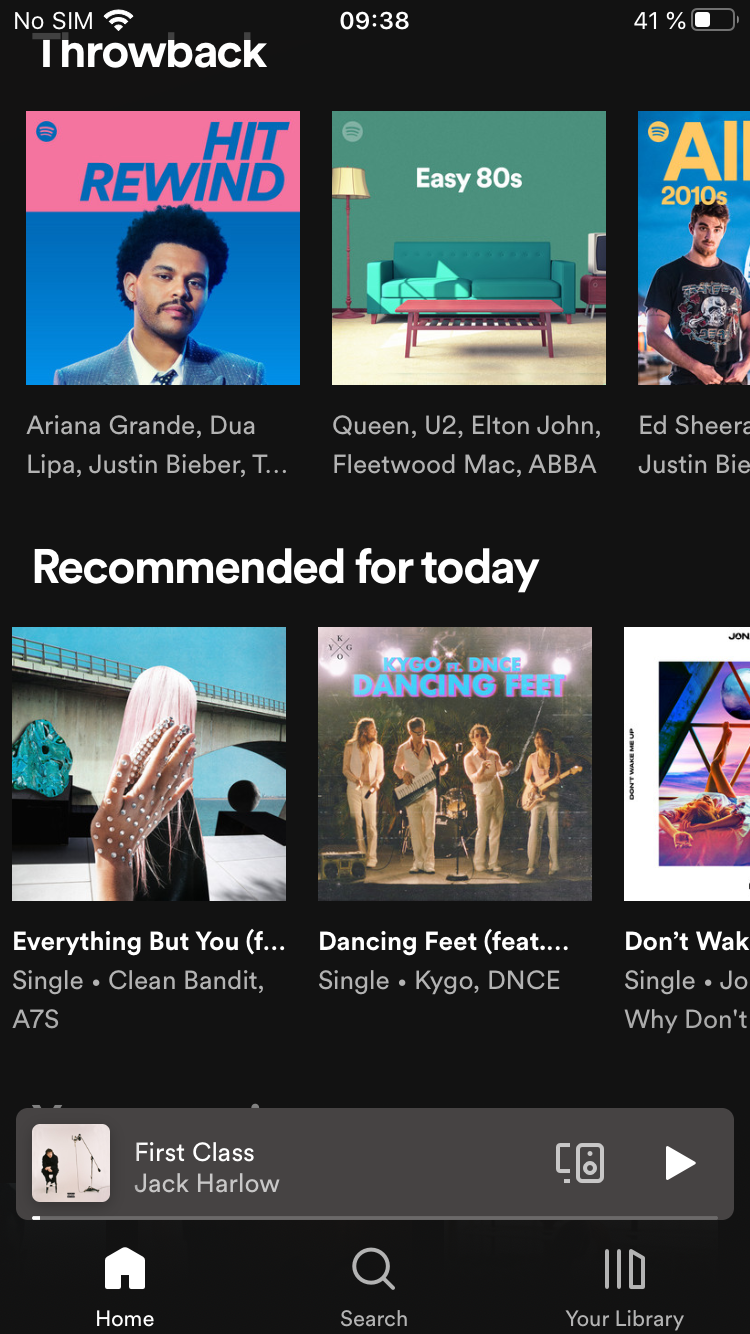 No SIM 09:38 41 %
Throwback
HIT
REWIND
Easy 80s
All
2010s
Ariana Grande, Dua
Lipa, Justin Bieber, T...
Queen, U2, Elton John,
Fleetwood Mac, ABBA
Ed Sheera
Justin Bie
Recommended for today
K
Y G
O
KYGO FT. DNCE
DANCING FEET
JON
DON'T WAKE ME UP
Everything But You (f...
Single • Clean Bandit,
A7S
Dancing Feet (feat....
Single • Kygo, DNCE
Don't Wak
Single • Jo
Why Don't
First Class
Jack Harlow
Home
Search
Your Library